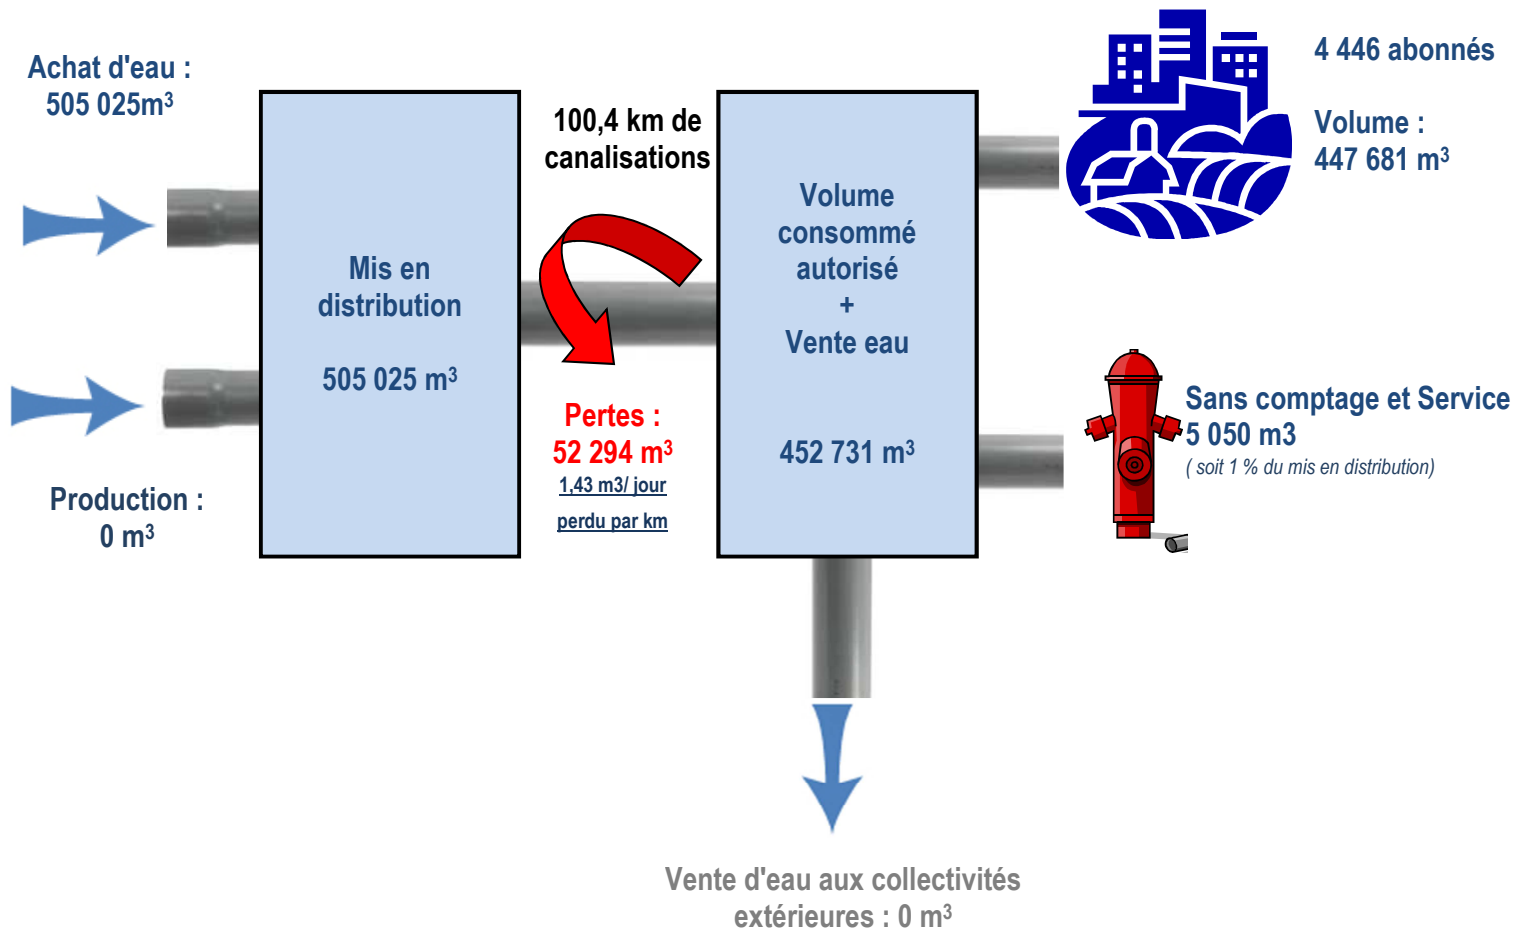 Achat d'eau :
505 025m³
Production :
0 m³
Mis en
distribution
505 025 m³
100,4 km de
canalisations
Pertes :
52 294 m³
1,43 m3/ jour
perdu par km
Volume
consommé
autorisé
+
Vente eau
452 731 m³
4 446 abonnés
Volume :
447 681 m³
Sans comptage et Service
5 050 m3
( soit 1 % du mis en distribution)
Vente d'eau aux collectivités
extérieures : 0 m³